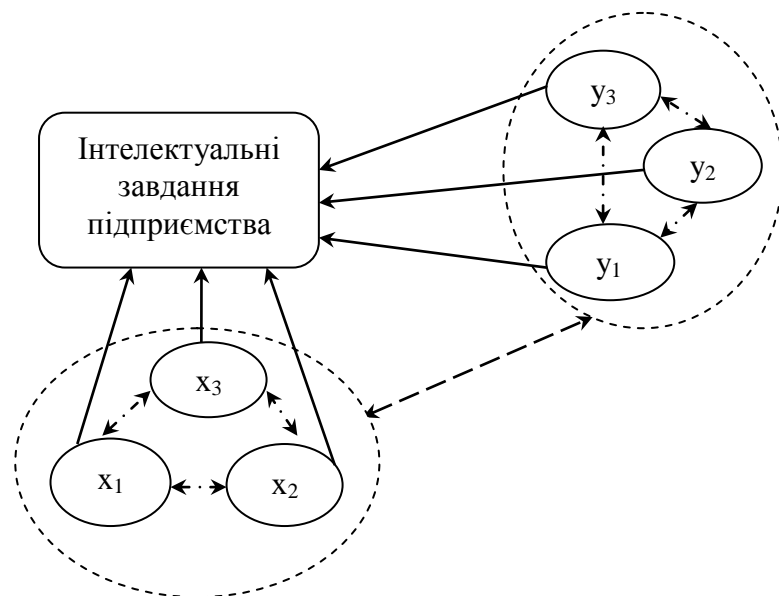 Інтелектуальні
завдання
підприємства
y₃
y₂
y₁
x₃
x₁
x₂